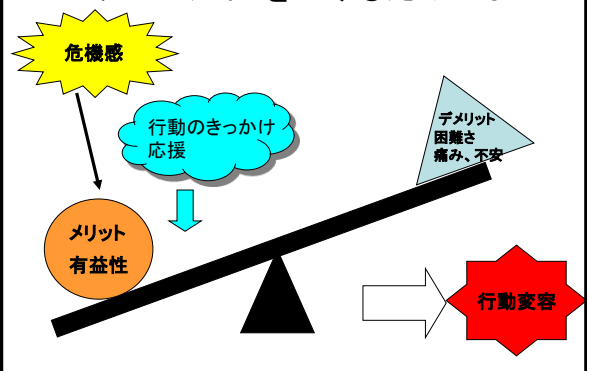 危機感
行動のきっかけ
応援
デメリット
困難さ
痛み、不安
メリット
有益性
行動変容